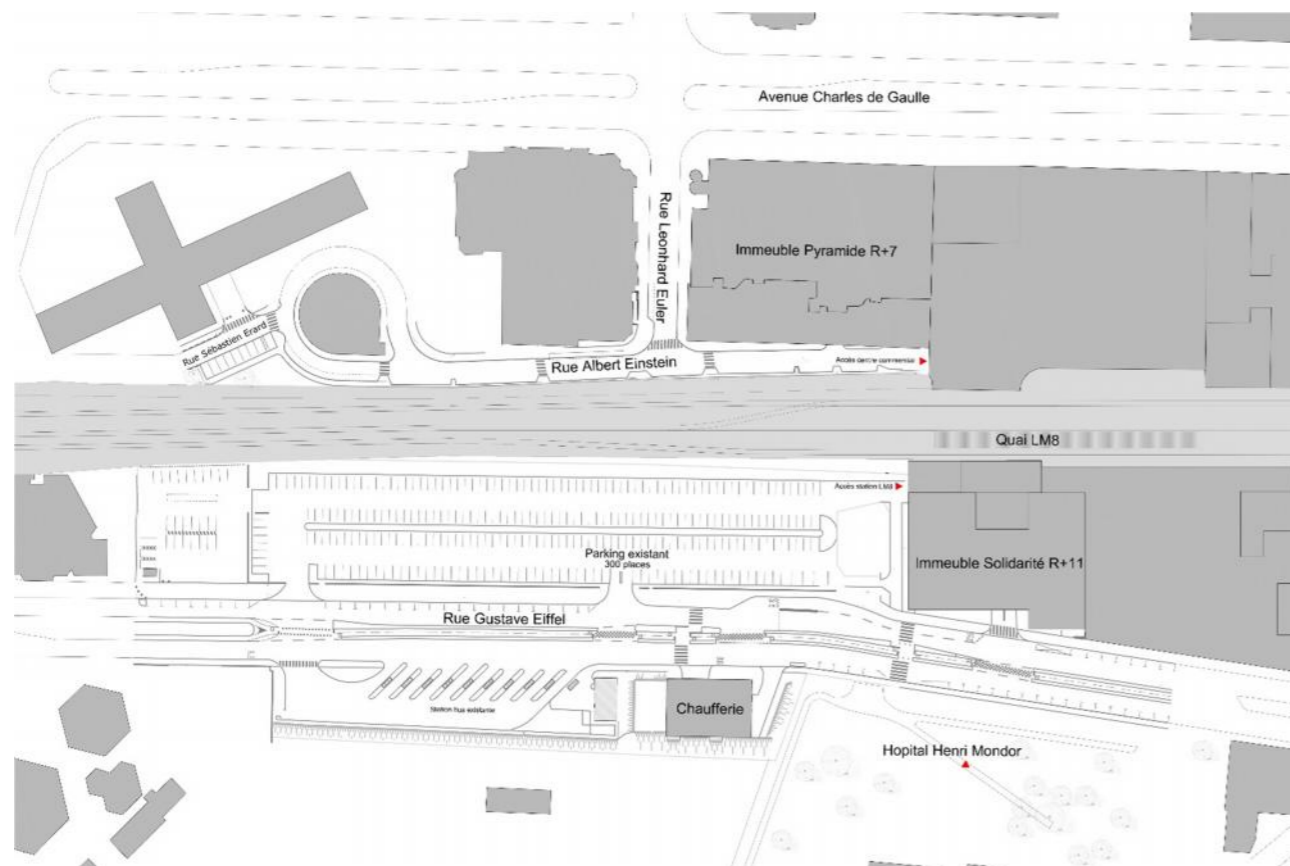 Avenue Charles de Gaulle
Rue Leonhard Euler
Immeuble Pyramide R+7
Rue Sébastien Erard
Rue Albert Einstein
Accès centre commercial
Quai LM8
Accès station LM8
Parking existant
300 places
Immeuble Solidarité R+11
Rue Gustave Eiffel
Station bus existante
Chaufferie
Hopital Henri Mondor